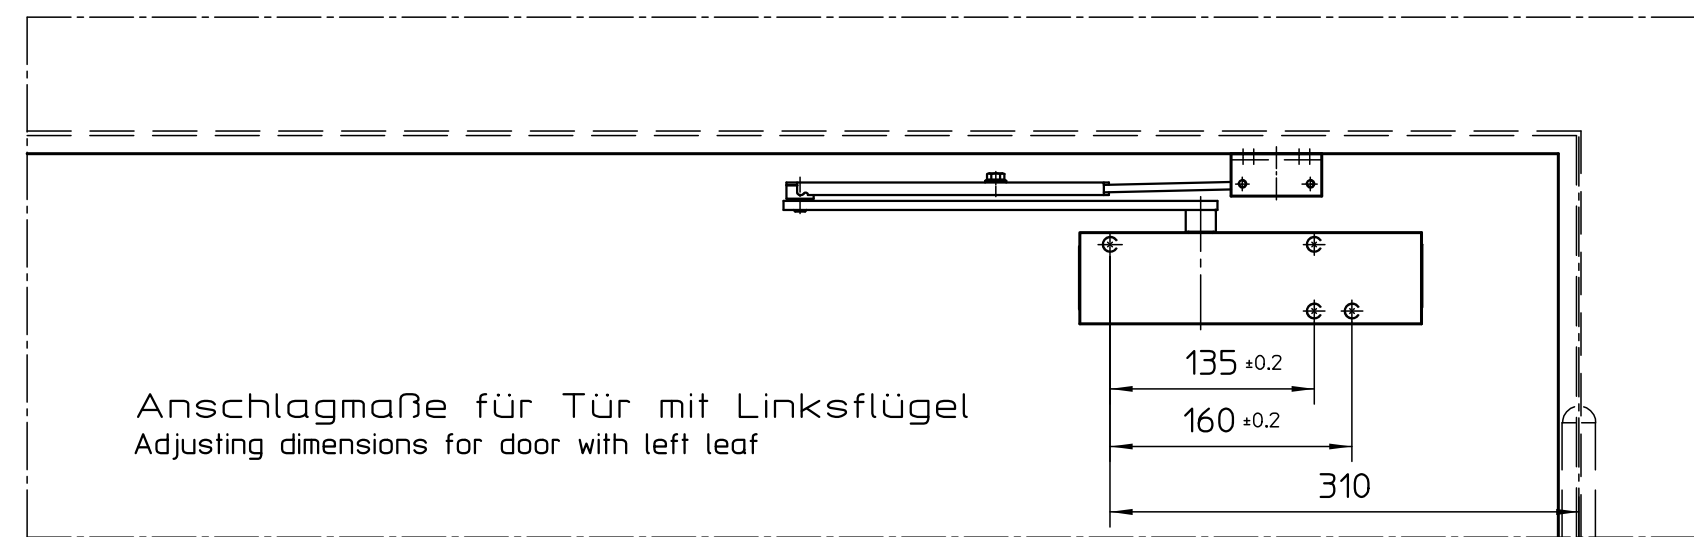 135 ±0.2
Anschlagmaße für Tür mit Linksflügel
160 ±0.2
Adjusting dimensions for door with left leaf
310